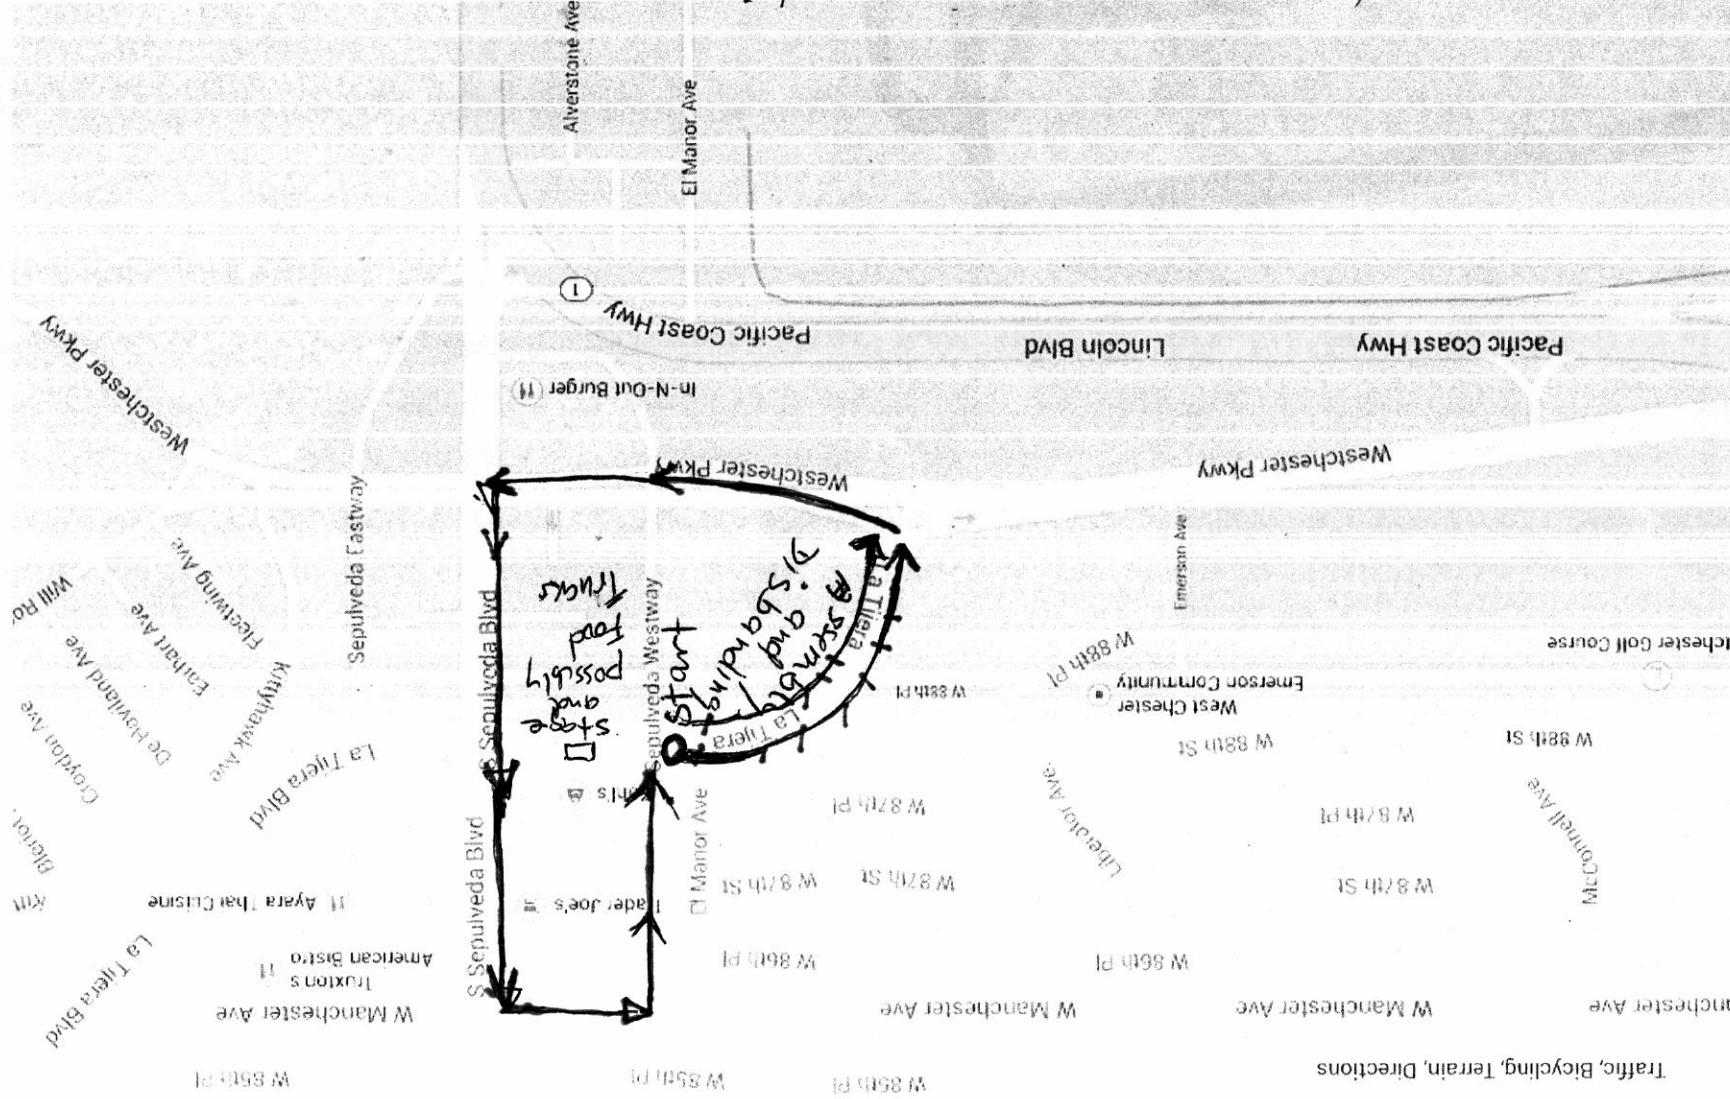 Traffic, Bicycling, Terrain, Directions
W 85th Pl
W 85th Pl
W 85th Pl
W Manchester Ave
W Manchester Ave
W Manchester Ave
La Tijera Blvd
Truxton's
American Bistro
W 86th Pl
W 86th Pl
Ayara Thai Cuisine
W 87th St
W 87th St
W 87th St
El Manor Ave
S Sepulveda Blvd
McConnell Ave
Liberator Ave
W 87th Pl
W 87th Pl
La Tijera Blvd
W 88th St
W 88th St
West Chester
Emerson Community
W 88th Pl
W 88th Pl
La Tijera
La Tijera
Kittyhawk Ave
De Havilland Ave
Croydon Ave
Earhart Ave
Fleetwing Ave
Sepulveda Eastway
S Sepulveda Blvd
Sepulveda Westway
Emerson Ave
stage
and
possibly
Food
Trucks
Start
Assembly
and
Disbanding
Westchester Pkwy
Westchester Pkwy
Westchester Pkwy
In-N-Out Burger
Pacific Coast Hwy
Lincoln Blvd
Pacific Coast Hwy
1
El Manor Ave
Alverstone Ave